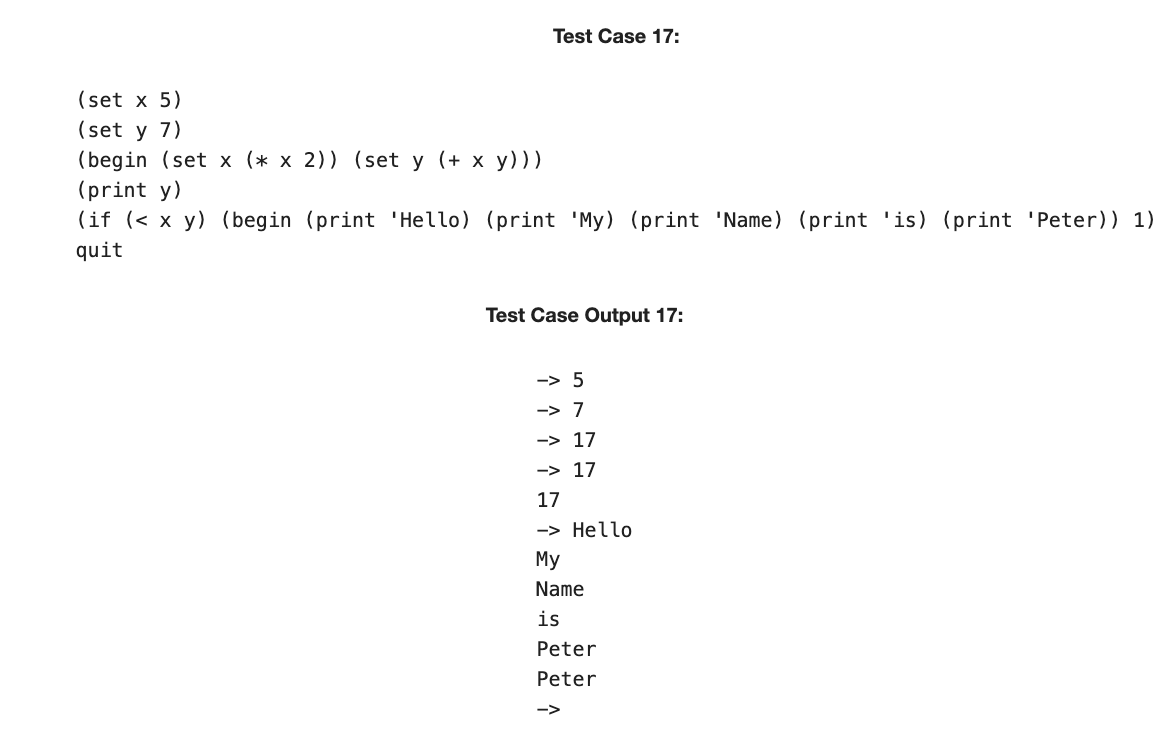 Test Case 17:
(set x 5)
(set y 7)
(begin (set x (* x 2)) (set y (+ x y)))
(print y)
(if (< x y) (begin (print 'Hello) (print 'My) (print 'Name) (print 'is) (print 'Peter)) 1)
quit
Test Case Output 17:
-> 5
-> 7
-> 17
-> 17
17
-> Hello
My
Name
is
Peter
Peter
->